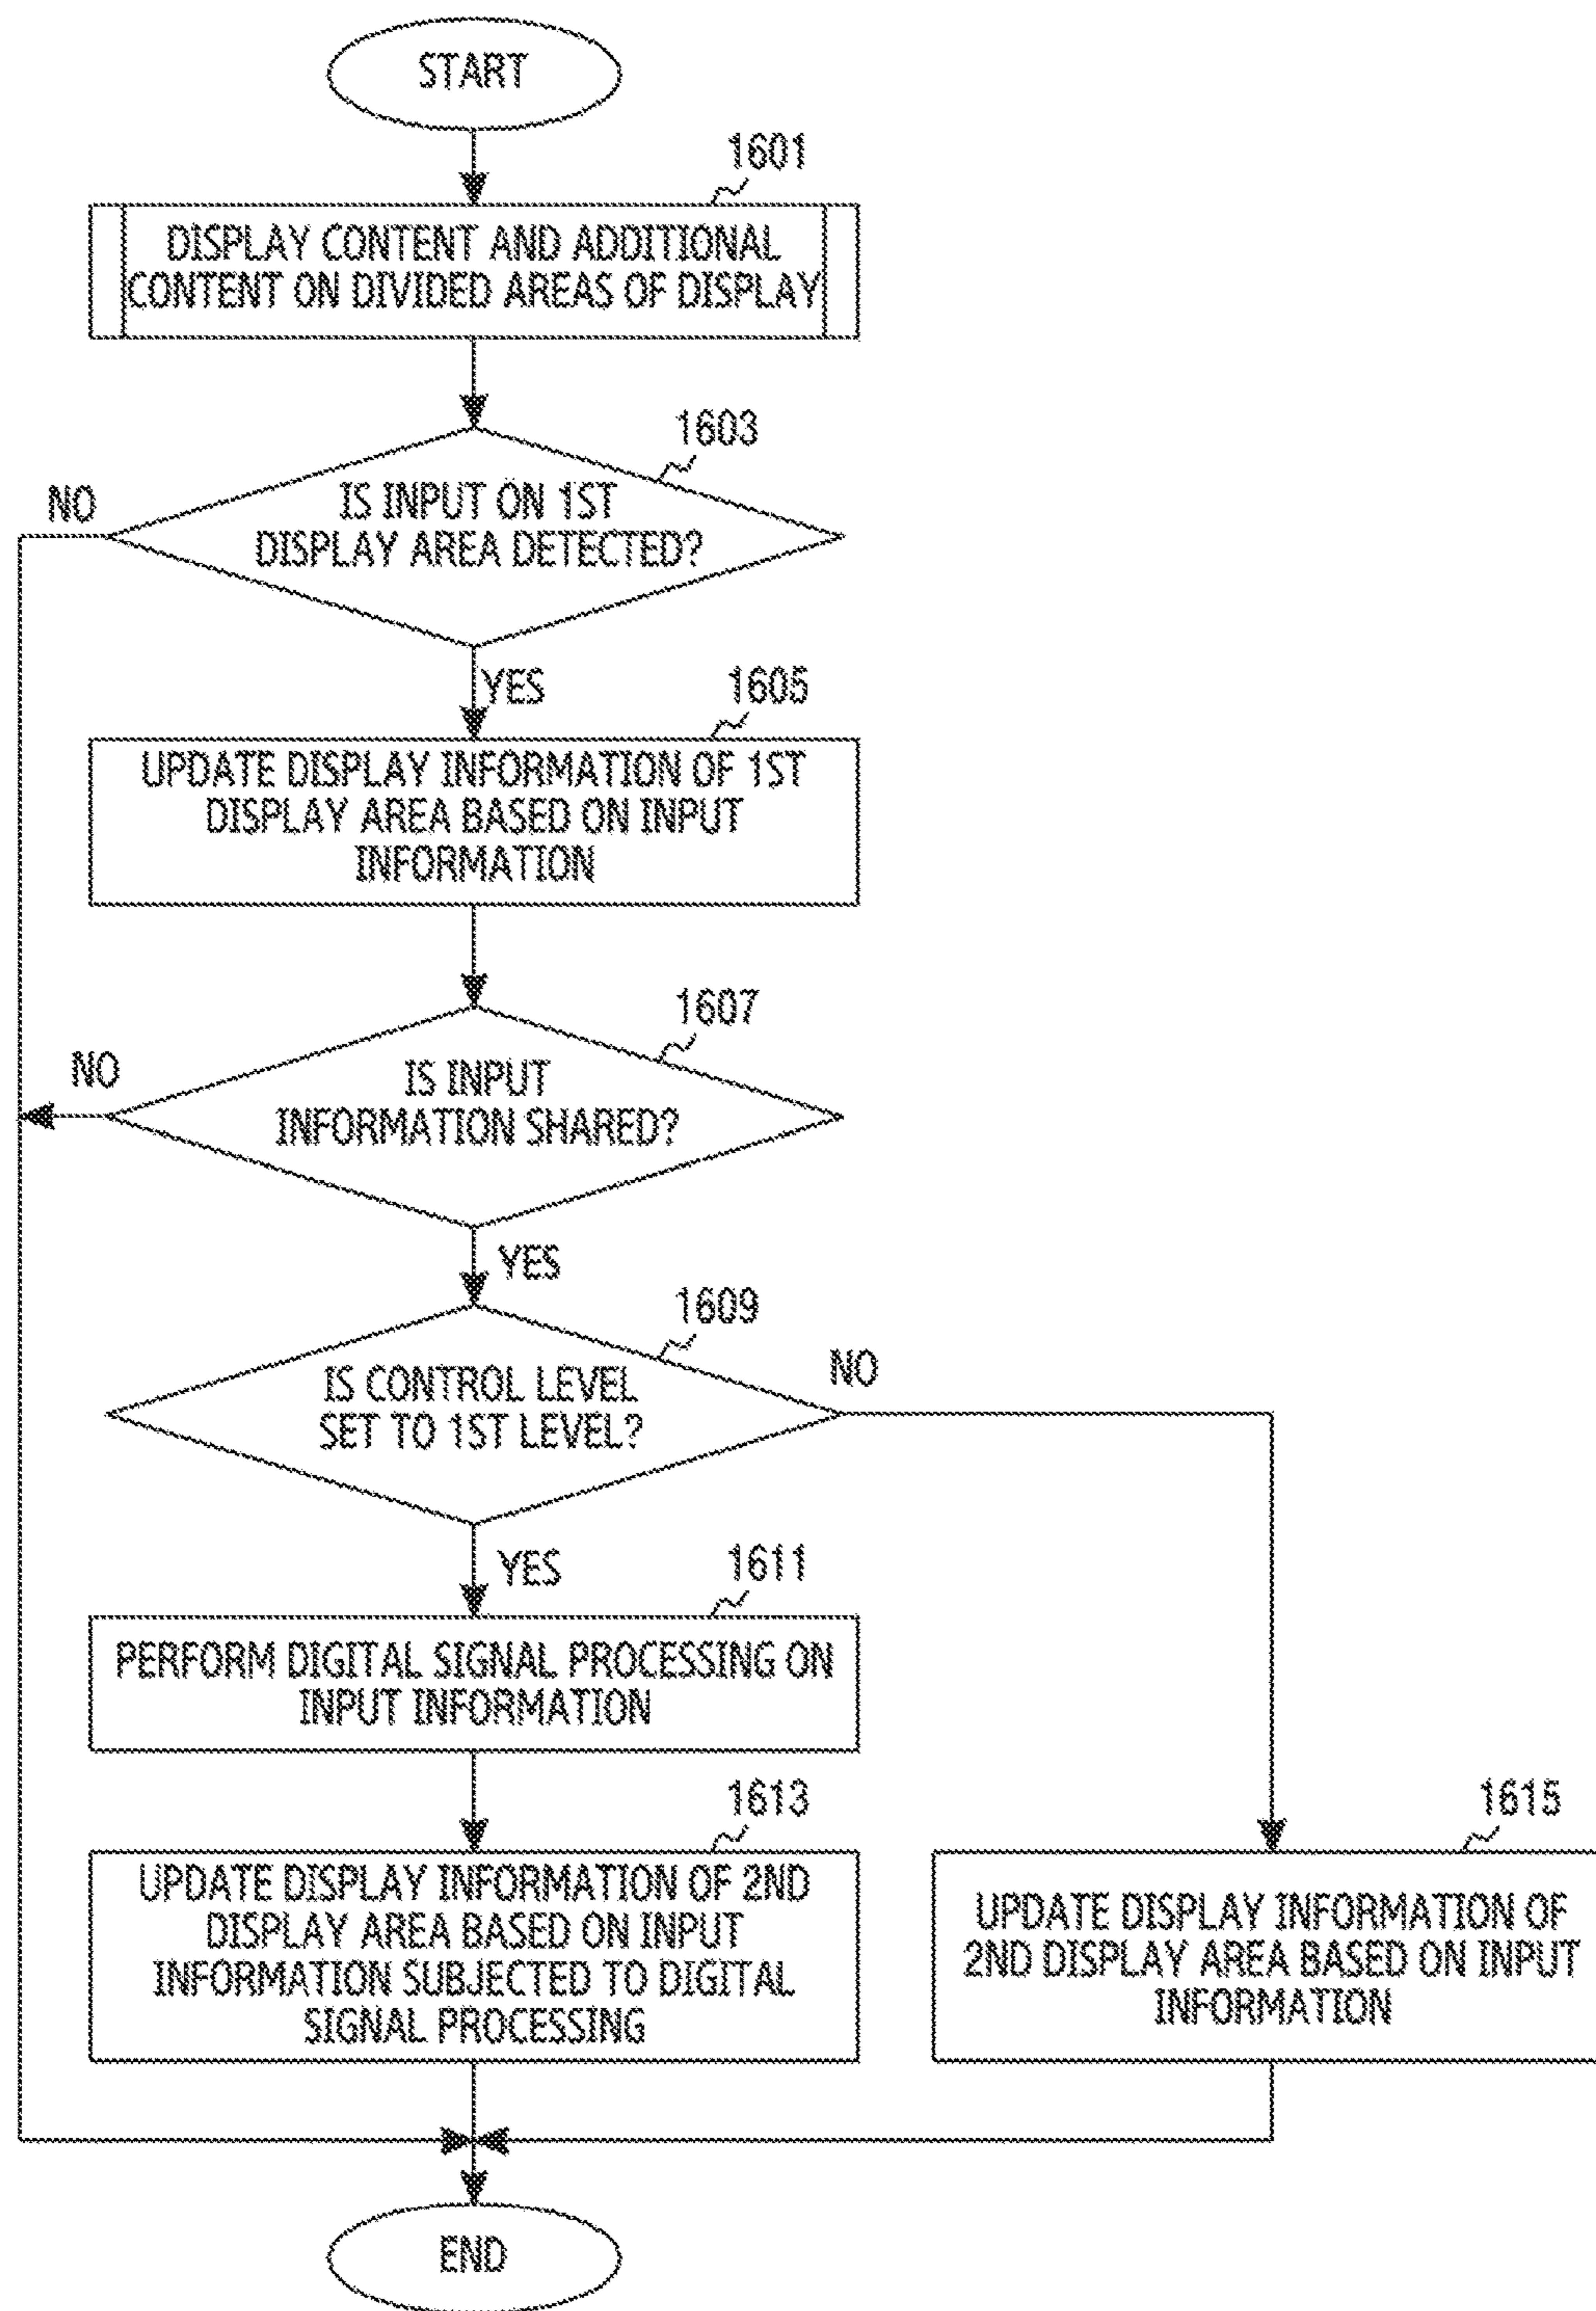 START
1601
DISPLAY CONTENT AND ADDITIONAL
CONTENT ON DIVIDED AREAS OF DISPLAY
1603
NO
IS INPUT ON 1ST
DISPLAY AREA DETECTED?
YES
1605
UPDATE DISPLAY INFORMATION OF 1ST
DISPLAY AREA BASED ON INPUT
INFORMATION
1607
NO
IS INPUT
INFORMATION SHARED?
YES
1609
NO
IS CONTROL LEVEL
SET TO 1ST LEVEL?
YES
1611
PERFORM DIGITAL SIGNAL PROCESSING ON
INPUT INFORMATION
1613
UPDATE DISPLAY INFORMATION OF 2ND
DISPLAY AREA BASED ON INPUT
INFORMATION SUBJECTED TO DIGITAL
SIGNAL PROCESSING
1615
UPDATE DISPLAY INFORMATION OF
2ND DISPLAY AREA BASED ON INPUT
INFORMATION
END